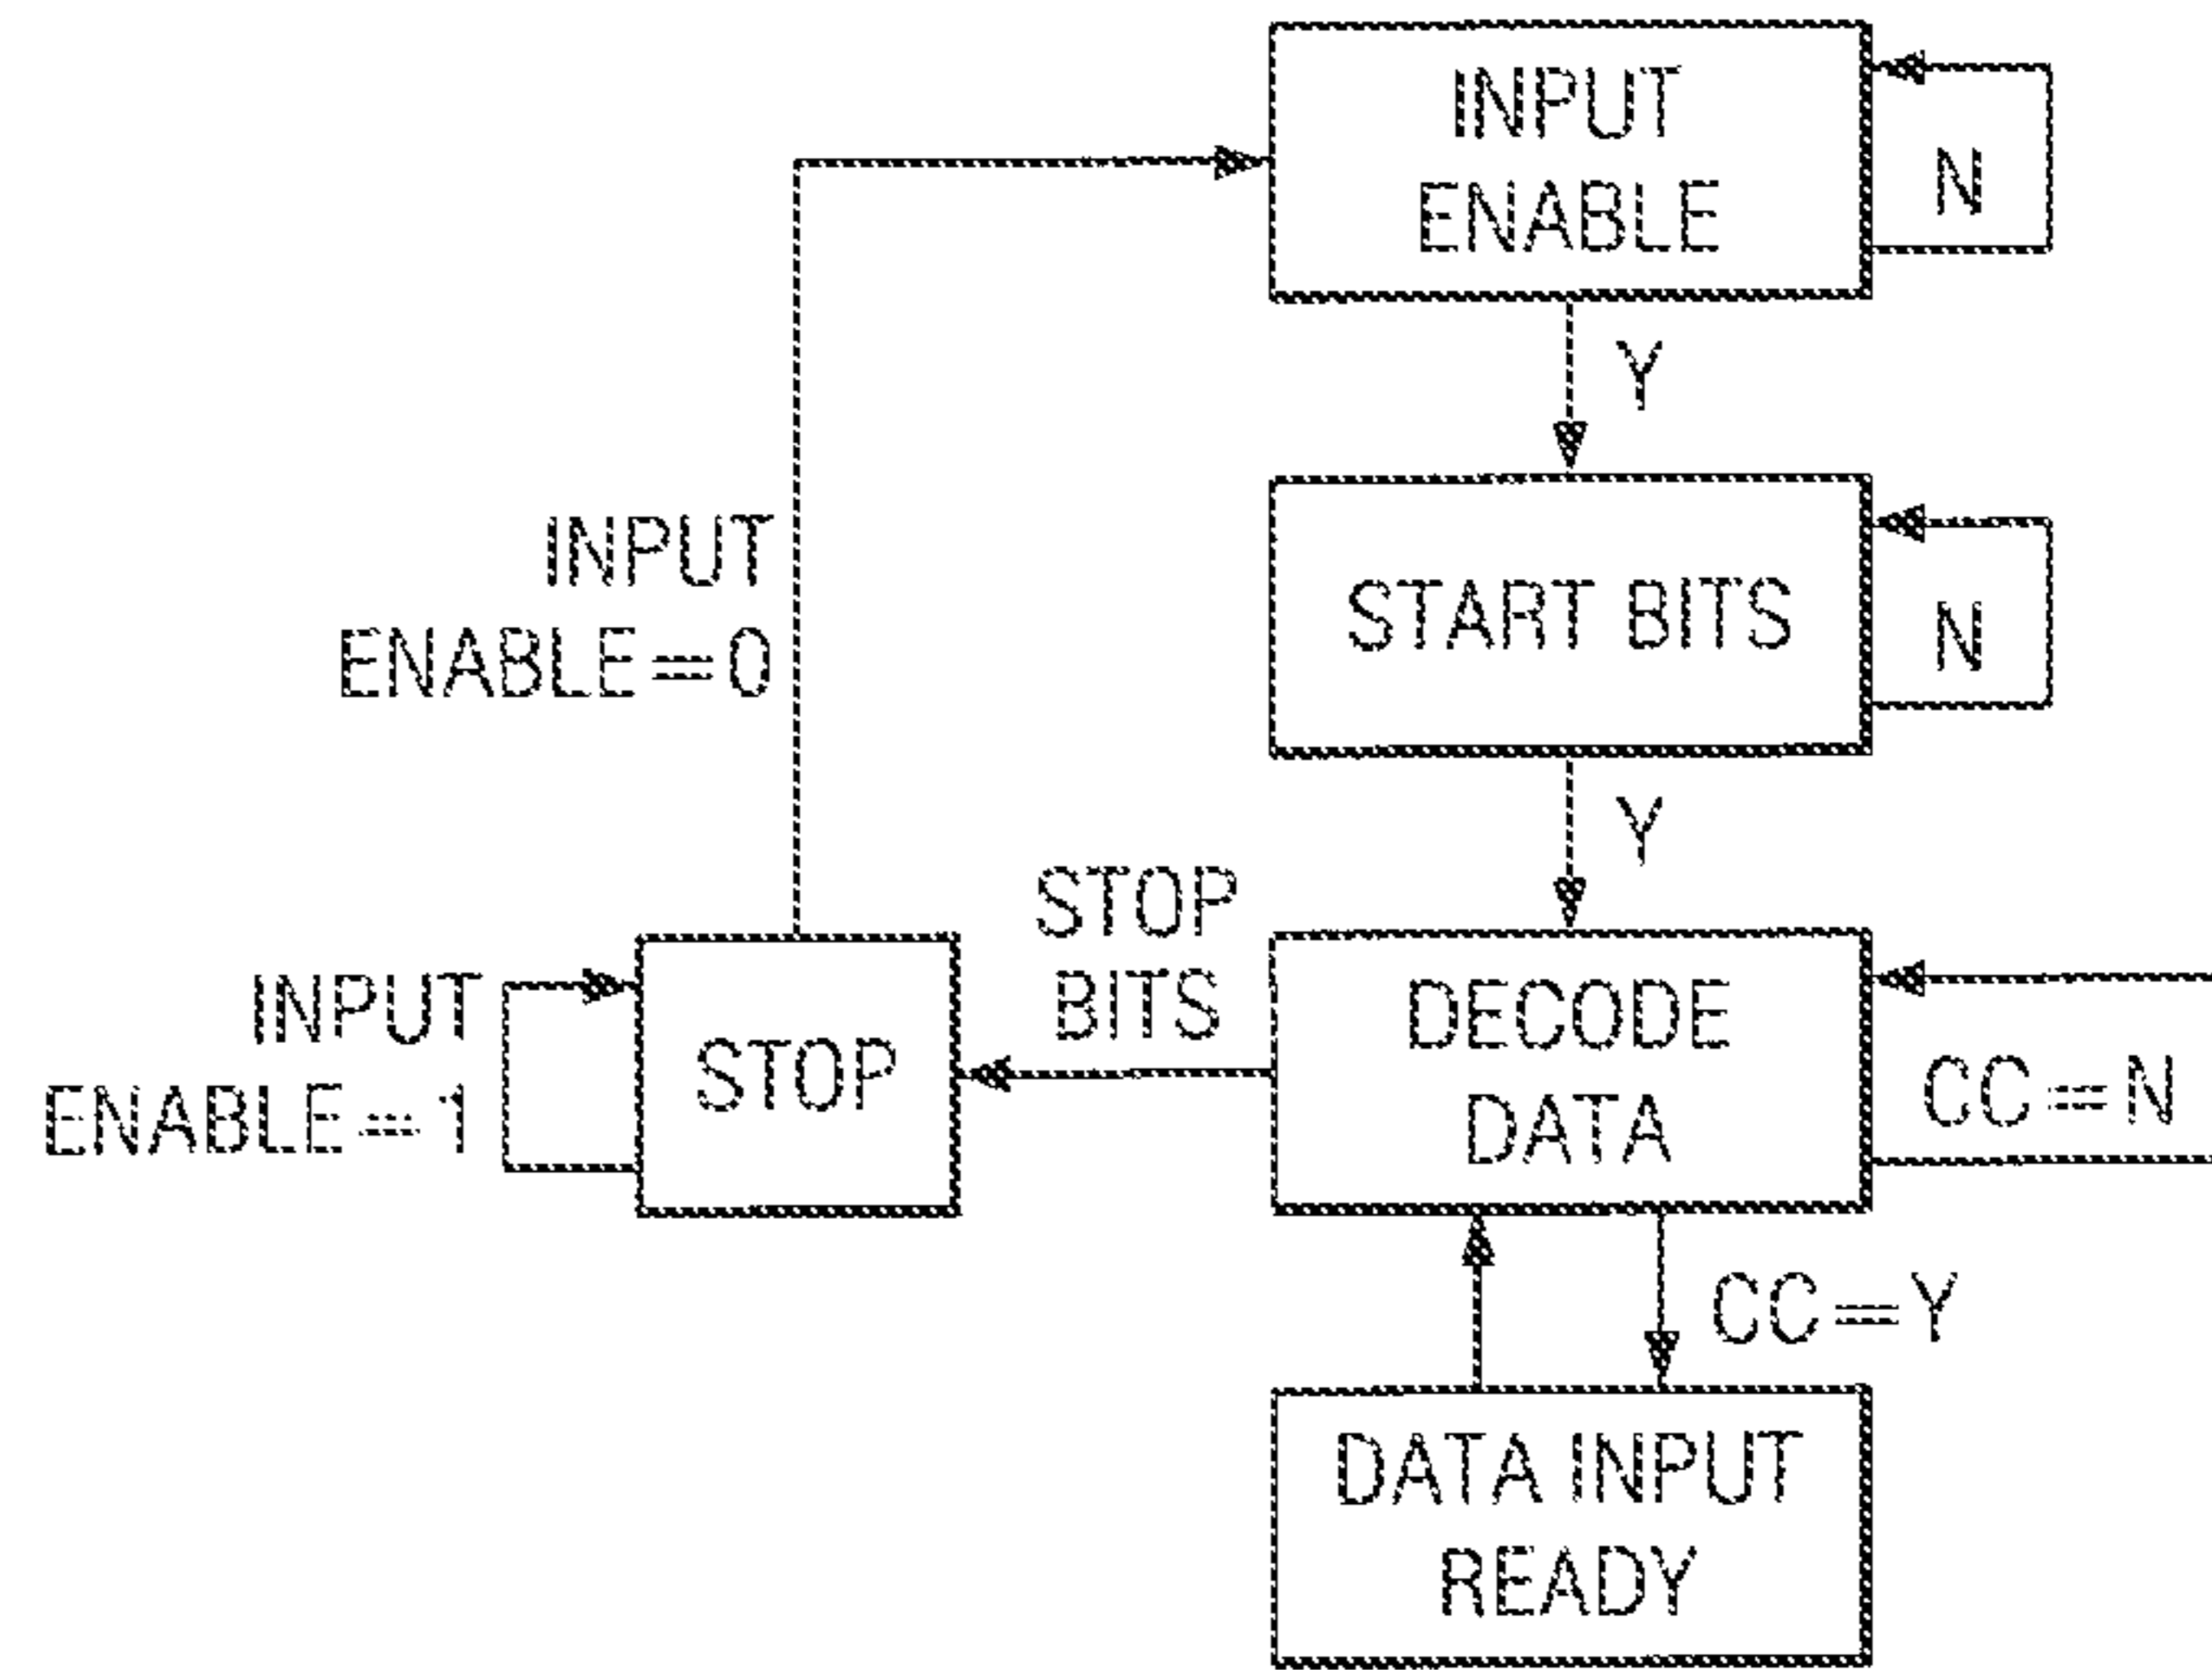 INPUT
ENABLE
N
Y
INPUT
ENABLE=0
START BITS
N
Y
STOP
BITS
INPUT
ENABLE=1
STOP
DECODE
DATA
CC=N
CC=Y
DATA INPUT
READY